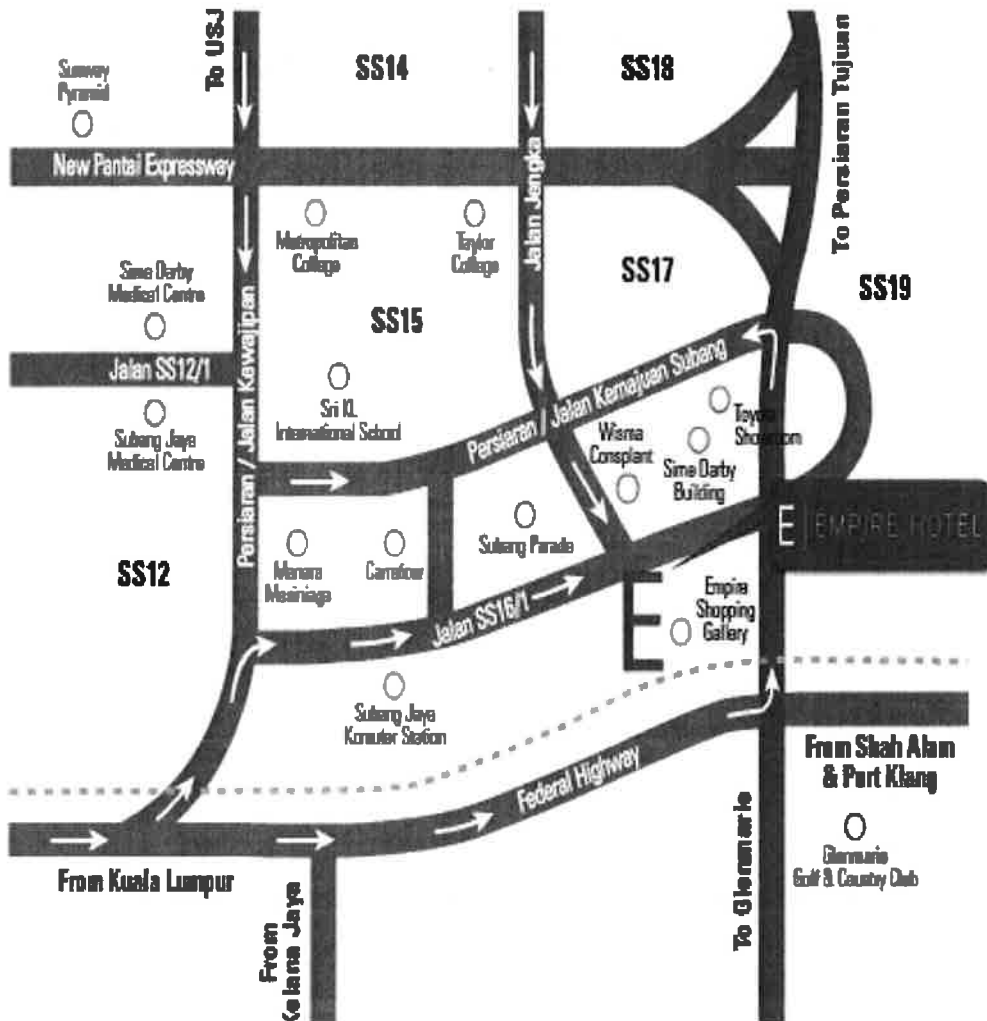 To USJ
SS14
SS18
To Persiaran Tujuan
Sunway
Pyramid
New Pantai Expressway
Jalan Jengka
Metropolitan
College
Taylor
College
SS17
SS19
Sime Darby
Medical Centre
SS15
Jalan SS12/1
Persiaran / Jalan Kewajipan
Sri KL
International School
Persiaran / Jalan Kemajuan Subang
Subang Jaya
Medical Centre
Wisma
Consplant
Toyota
Showroom
Sime Darby
Building
E EMPIRE HOTEL
SS12
Menara
Mesiniaga
Carrefour
Subang Parade
Jalan SS16/1
E
Empire
Shopping
Gallery
Subang Jaya
Komuter Station
Federal Highway
From Shah Alam
& Port Klang
From Kuala Lumpur
From
Kelana Jaya
To Glenmarie
Glenmarie
Golf & Country Club